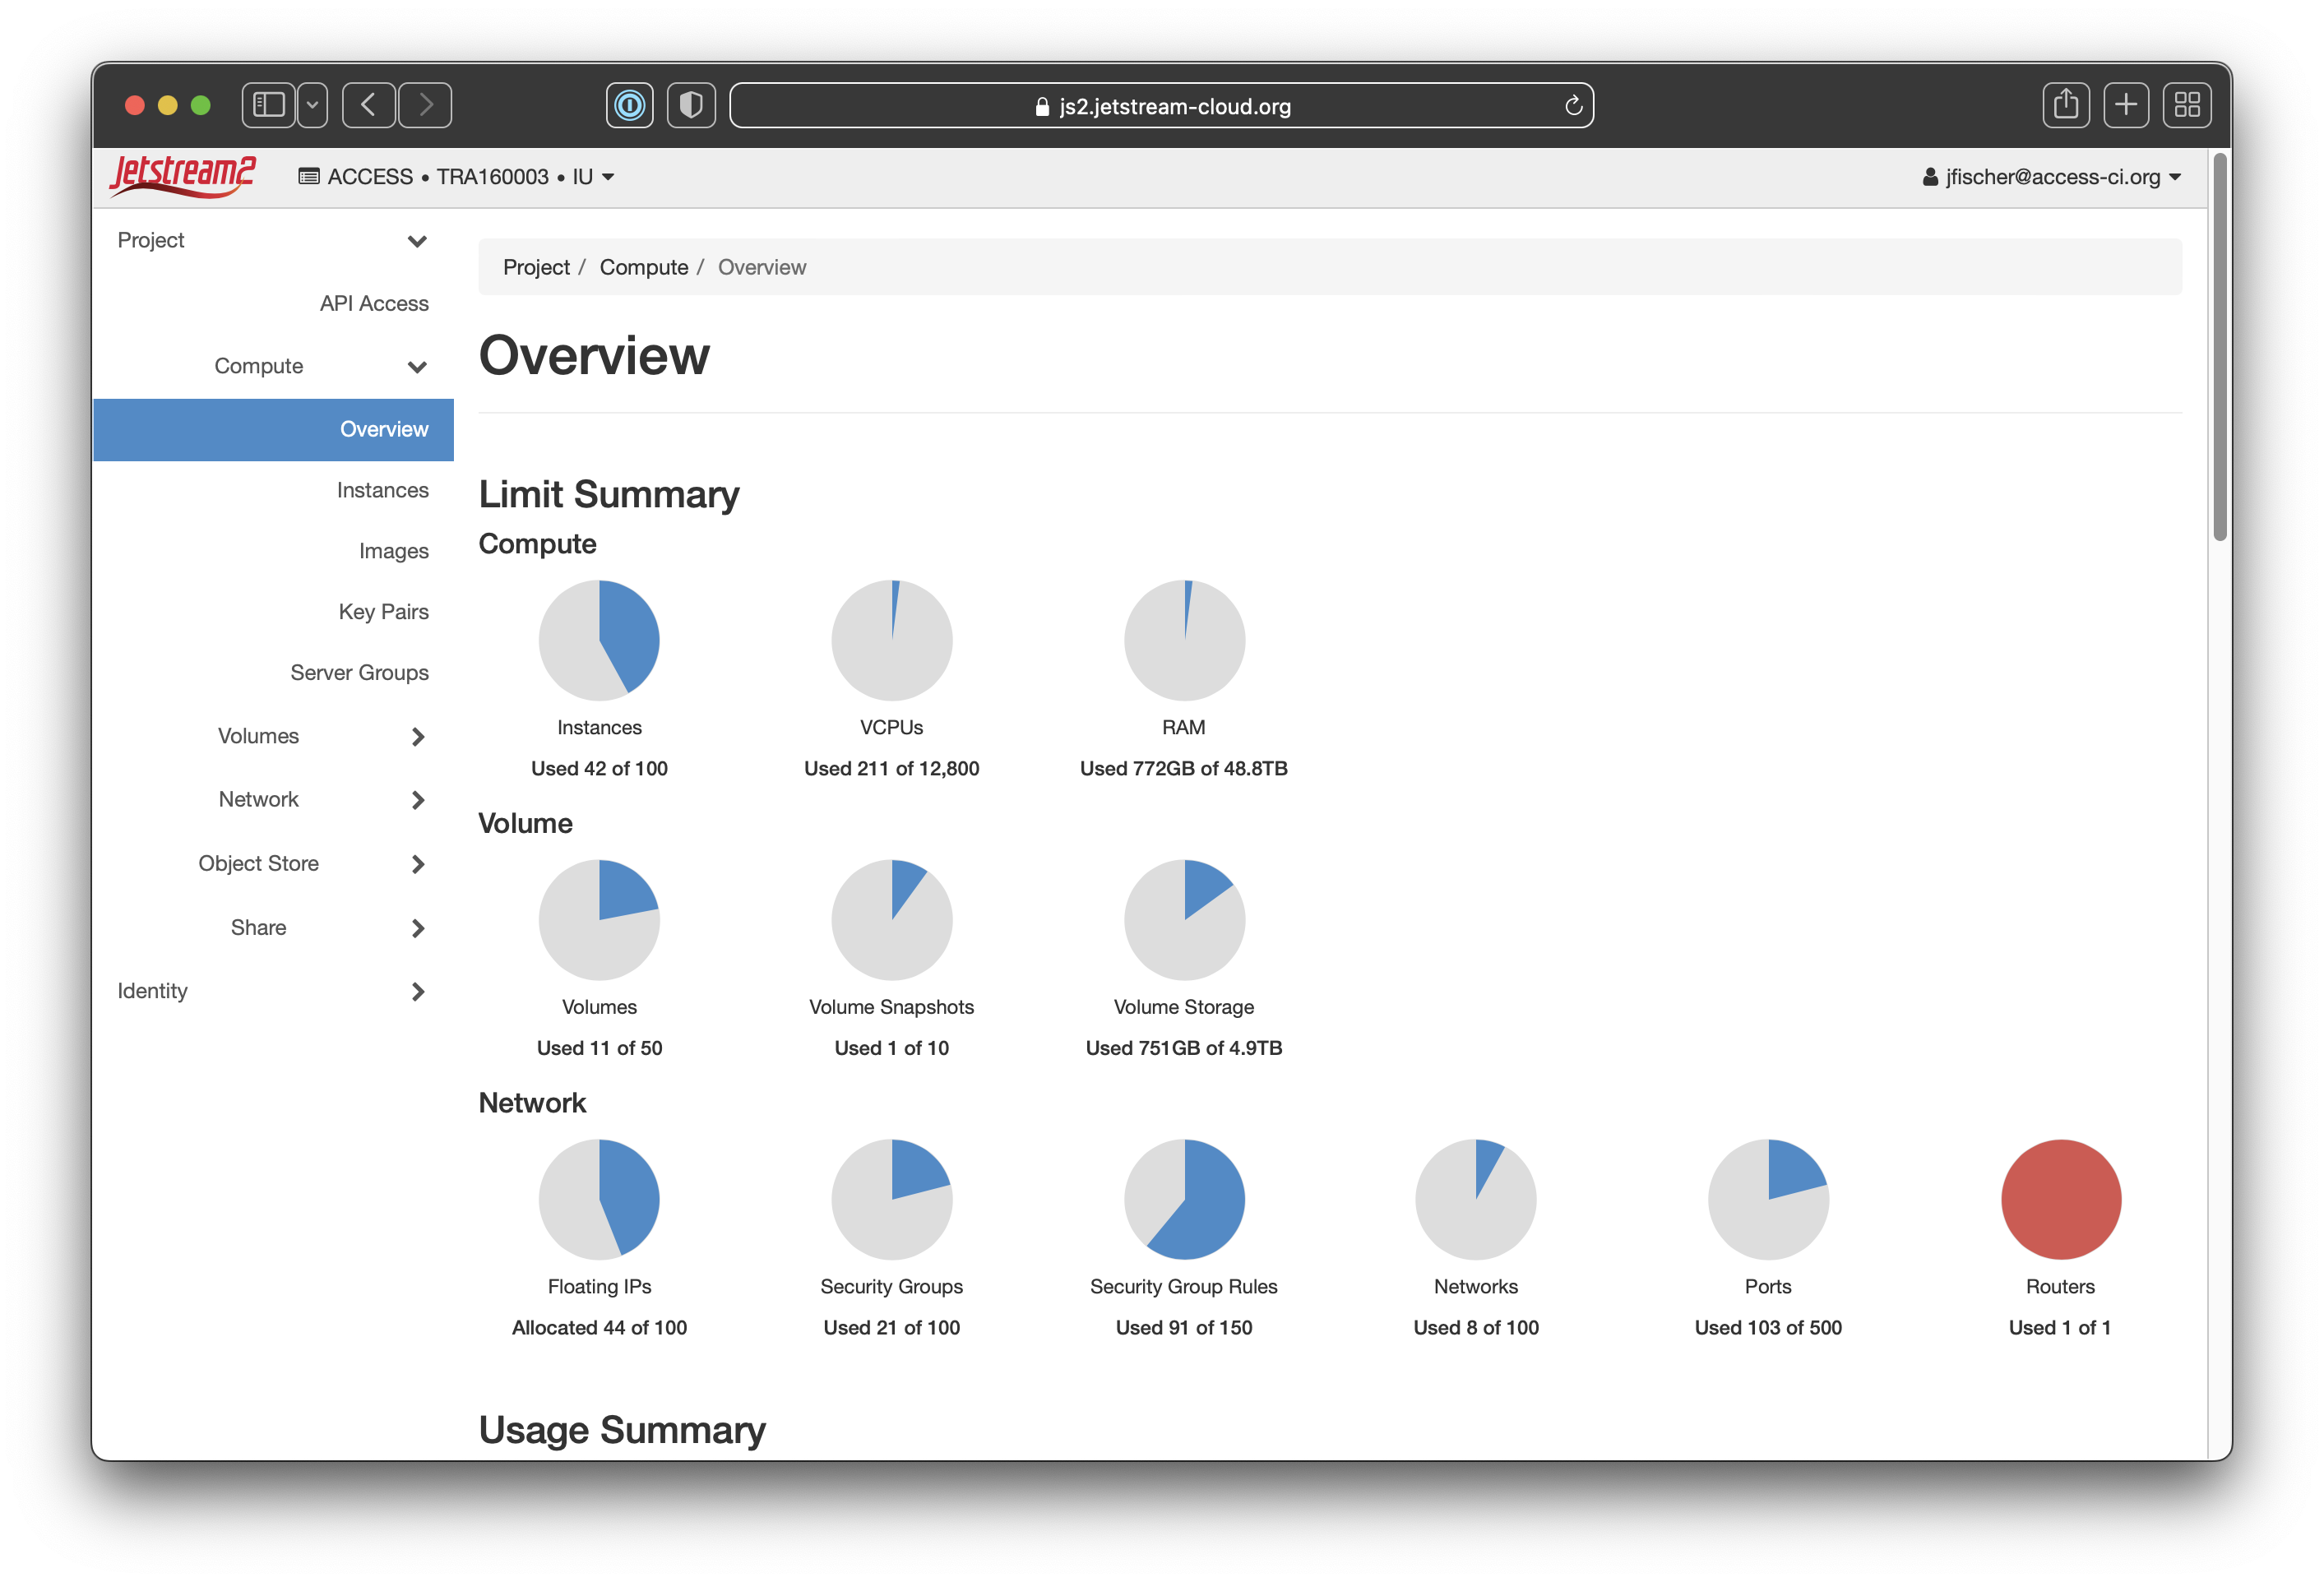 js2.jetstream-cloud.org
Jetstream2
ACCESS • TRA160003 • IU
jfischer@access-ci.org
Project
API Access
Compute
Overview
Instances
Images
Key Pairs
Server Groups
Volumes
Network
Object Store
Share
Identity
Project / Compute / Overview
Overview
Limit Summary
Compute
Instances
Used 42 of 100
VCPUs
Used 211 of 12,800
RAM
Used 772GB of 48.8TB
Volume
Volumes
Used 11 of 50
Volume Snapshots
Used 1 of 10
Volume Storage
Used 751GB of 4.9TB
Network
Floating IPs
Allocated 44 of 100
Security Groups
Used 21 of 100
Security Group Rules
Used 91 of 150
Networks
Used 8 of 100
Ports
Used 103 of 500
Routers
Used 1 of 1
Usage Summary